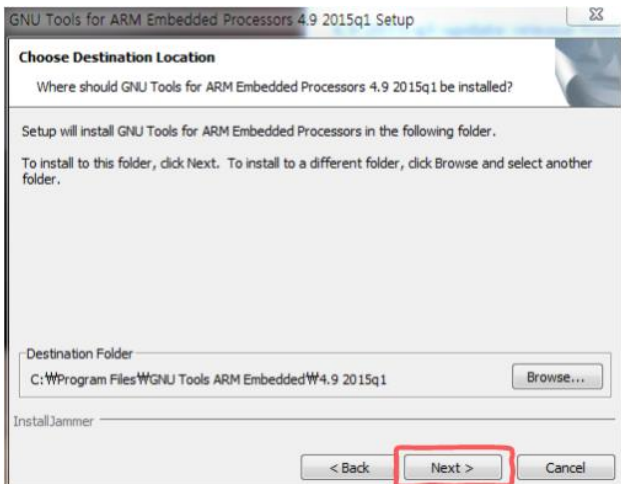 GNU Tools for ARM Embedded Processors 4.9 2015q1 Setup
Choose Destination Location
Where should GNU Tools for ARM Embedded Processors 4.9 2015q1 be installed?
Setup will install GNU Tools for ARM Embedded Processors in the following folder.
To install to this folder, click Next. To install to a different folder, click Browse and select another
folder.
Destination Folder
C:₩Program Files₩GNU Tools ARM Embedded₩4.9 2015q1
Browse...
InstallJammer
< Back
Next >
Cancel